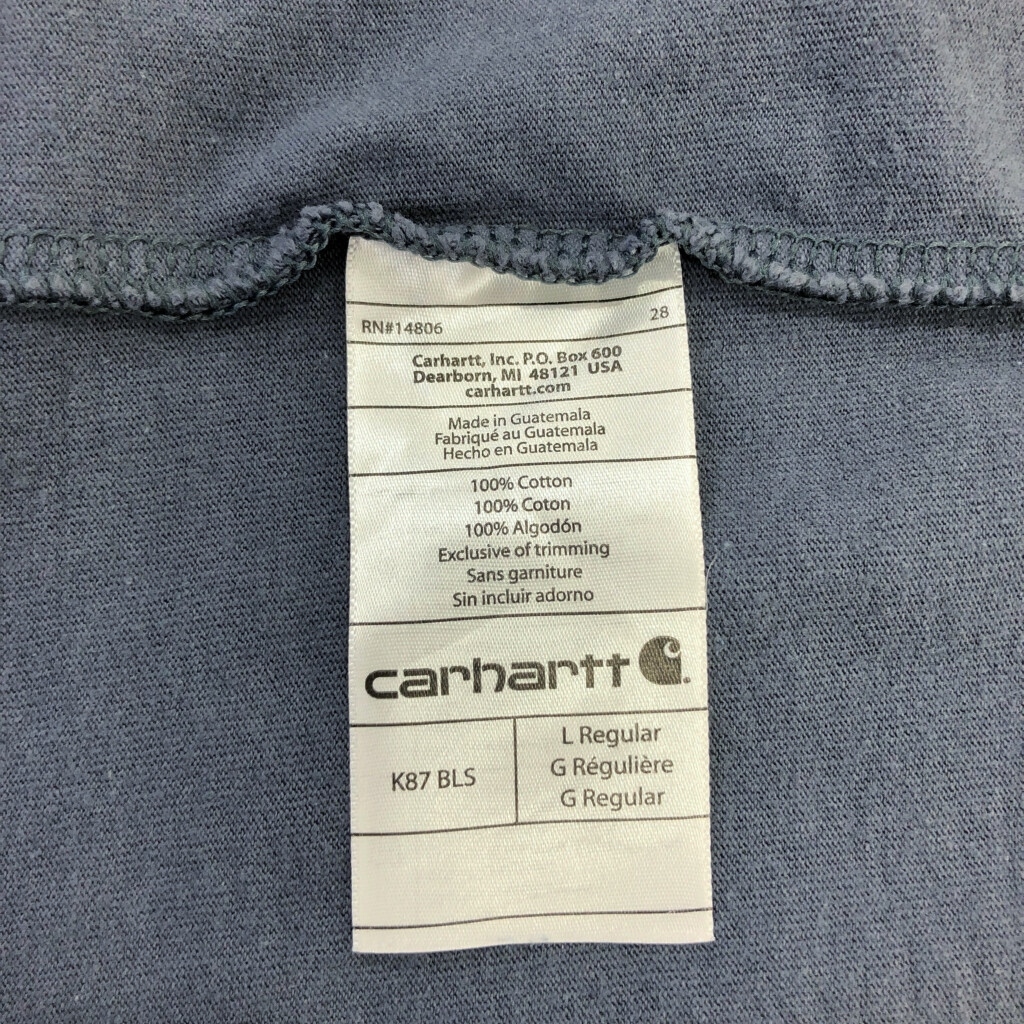 RN#14806 28
Carhartt, Inc. P.O. Box 600
Dearborn, MI 48121 USA
carhartt.com
Made in Guatemala
Fabriqué au Guatemala
Hecho en Guatemala
100% Cotton
100% Coton
100% Algodón
Exclusive of trimming
Sans garniture
Sin incluir adorno
carhartt
K87 BLS
L Regular
G Régulière
G Regular